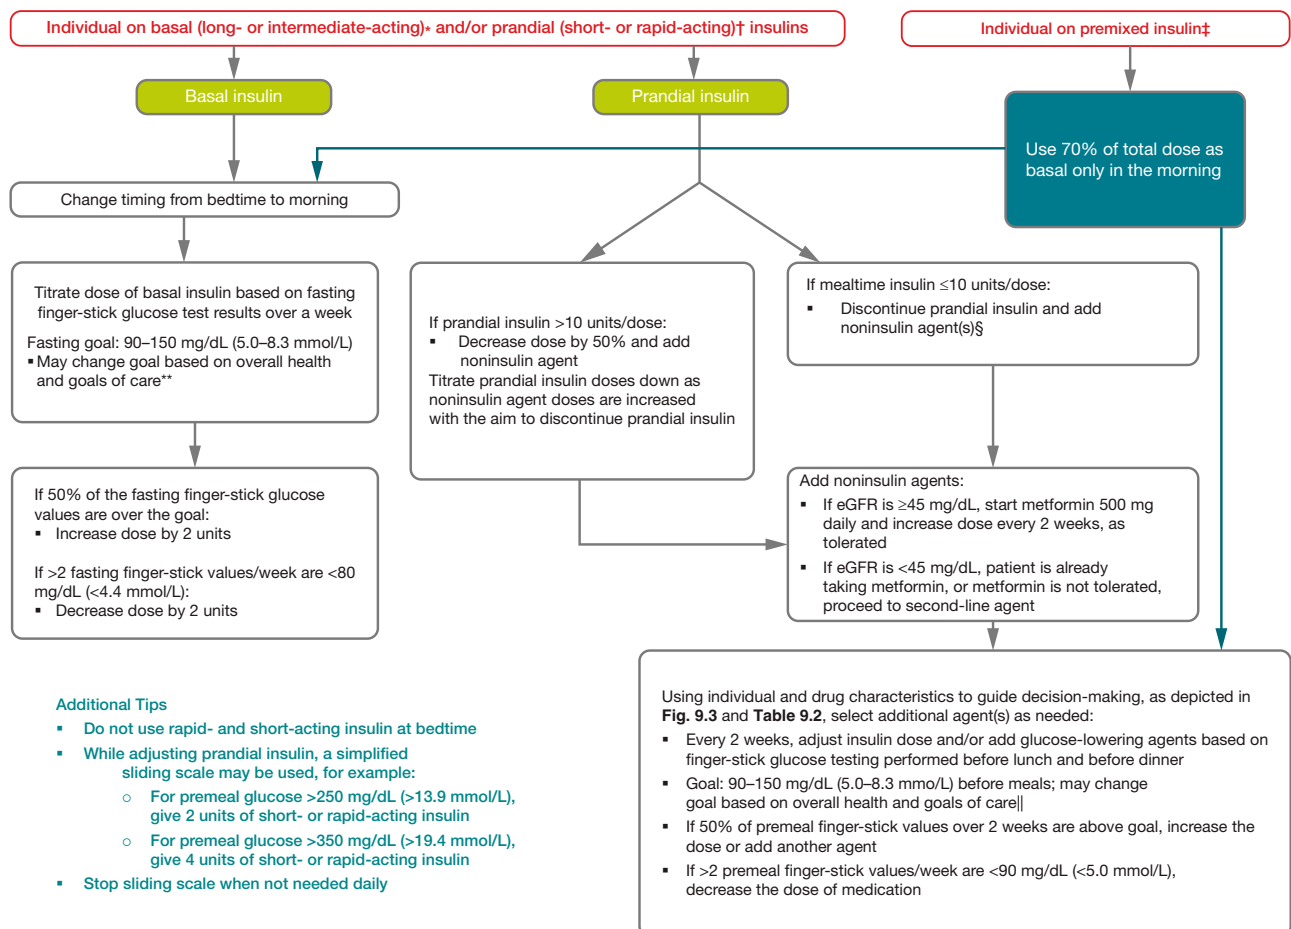 Individual on basal (long- or intermediate-acting)* and/or prandial (short- or rapid-acting)† insulins
Individual on premixed insulin‡
Basal insulin
Prandial insulin
Use 70% of total dose as
basal only in the morning
Change timing from bedtime to morning
Titrate dose of basal insulin based on fasting
finger-stick glucose test results over a week
Fasting goal: 90–150 mg/dL (5.0–8.3 mmol/L)
▪ May change goal based on overall health
and goals of care**
If prandial insulin >10 units/dose:
▪ Decrease dose by 50% and add
noninsulin agent
Titrate prandial insulin doses down as
noninsulin agent doses are increased
with the aim to discontinue prandial insulin
If mealtime insulin ≤10 units/dose:
▪ Discontinue prandial insulin and add
noninsulin agent(s)§
If 50% of the fasting finger-stick glucose
values are over the goal:
▪ Increase dose by 2 units
If >2 fasting finger-stick values/week are <80
mg/dL (<4.4 mmol/L):
▪ Decrease dose by 2 units
Add noninsulin agents:
▪ If eGFR is ≥45 mg/dL, start metformin 500 mg
daily and increase dose every 2 weeks, as
tolerated
▪ If eGFR is <45 mg/dL, patient is already
taking metformin, or metformin is not tolerated,
proceed to second-line agent
Additional Tips
▪ Do not use rapid- and short-acting insulin at bedtime
▪ While adjusting prandial insulin, a simplified
sliding scale may be used, for example:
○ For premeal glucose >250 mg/dL (>13.9 mmol/L),
give 2 units of short- or rapid-acting insulin
○ For premeal glucose >350 mg/dL (>19.4 mmol/L),
give 4 units of short- or rapid-acting insulin
▪ Stop sliding scale when not needed daily
Using individual and drug characteristics to guide decision-making, as depicted in
Fig. 9.3 and Table 9.2, select additional agent(s) as needed:
▪ Every 2 weeks, adjust insulin dose and/or add glucose-lowering agents based on
finger-stick glucose testing performed before lunch and before dinner
▪ Goal: 90–150 mg/dL (5.0–8.3 mmo/L) before meals; may change
goal based on overall health and goals of care||
▪ If 50% of premeal finger-stick values over 2 weeks are above goal, increase the
dose or add another agent
▪ If >2 premeal finger-stick values/week are <90 mg/dL (<5.0 mmol/L),
decrease the dose of medication